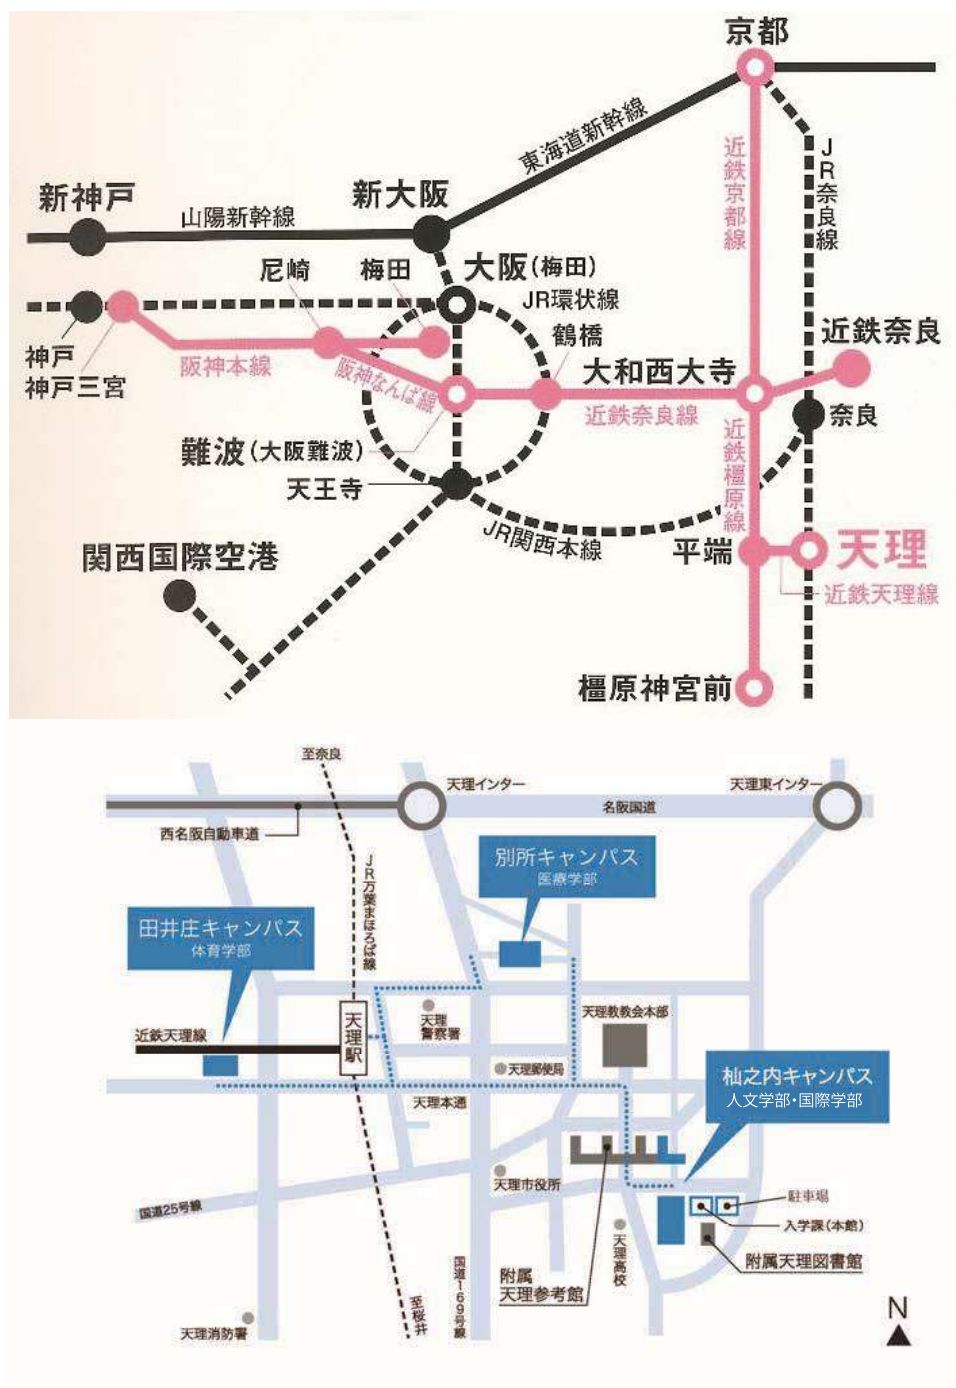 京都
東海道新幹線
近鉄京都線
JR奈良線
新神戸
山陽新幹線
新大阪
尼崎
梅田
大阪(梅田)
JR環状線
鶴橋
近鉄奈良
神戸
神戸三宮
阪神本線
阪神なんば線
大和西大寺
近鉄奈良線
奈良
難波(大阪難波)
天王寺
近鉄橿原線
JR関西本線
関西国際空港
平端
天理
近鉄天理線
橿原神宮前
至奈良
天理インター
天理東インター
名阪国道
西名阪自動車道
JR万葉まほろば線
別所キャンパス
医療学部
田井庄キャンパス
体育学部
近鉄天理線
天理駅
天理
警察署
天理教教会本部
天理郵便局
天理本通
杣之内キャンパス
人文学部・国際学部
天理市役所
国道25号線
駐車場
入学課(本館)
附属天理図書館
天理高校
附属
天理参考館
国道169号線
至桜井
天理消防署
N